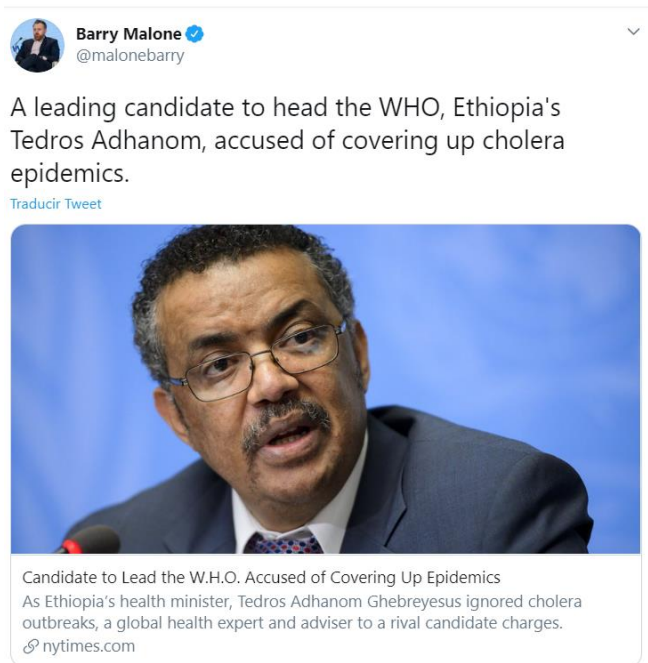 Barry Malone
@malonebarry
A leading candidate to head the WHO, Ethiopia's
Tedros Adhanom, accused of covering up cholera
epidemics.
Traducir Tweet
Candidate to Lead the W.H.O. Accused of Covering Up Epidemics
As Ethiopia's health minister, Tedros Adhanom Ghebreyesus ignored cholera
outbreaks, a global health expert and adviser to a rival candidate charges.
nytimes.com